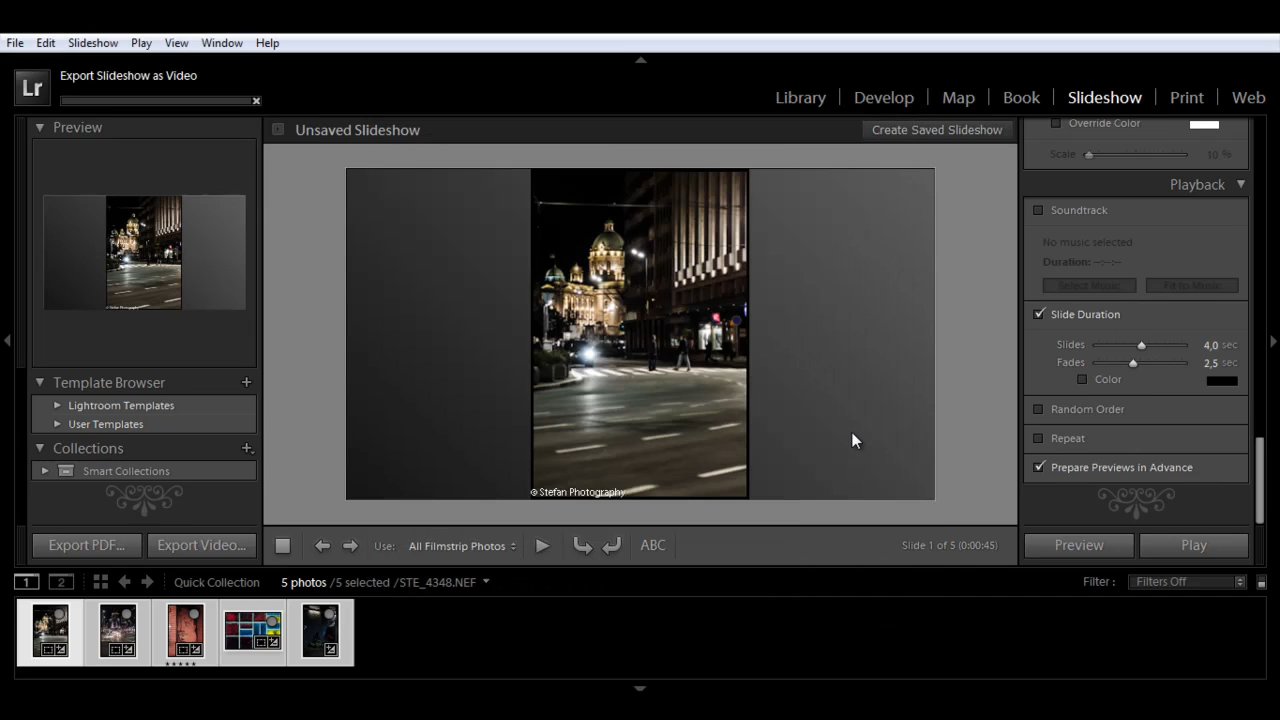 File Edit Slideshow Play View Window Help
Lr
Export Slideshow as Video
Library Develop Map Book Slideshow Print Web
Preview
Unsaved Slideshow
Create Saved Slideshow
Override Color
Scale 10 %
Playback
Soundtrack
No music selected
Duration: --:--:--
Select Music... Fit to Music...
Slide Duration
Slides 4,0 sec
Fades 2,5 sec
Color
Random Order
Repeat
Prepare Previews in Advance
© Stefan Photography
Template Browser
Lightroom Templates
User Templates
Collections
Smart Collections
Export PDF... Export Video...
Use: All Filmstrip Photos
ABC
Slide 1 of 5 (0:00:45)
Preview Play
1 2
Quick Collection 5 photos /5 selected /STE_4348.NEF
Filter : Filters Off